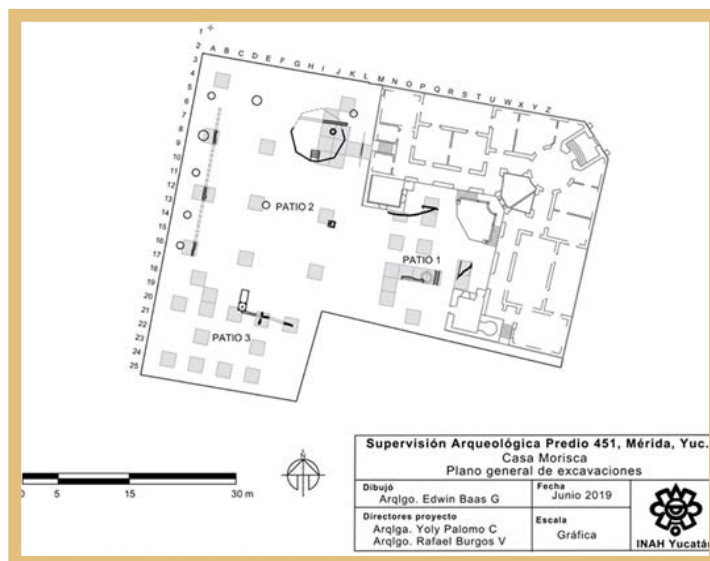 1
2
3
4
5
6
7
8
9
10
11
12
13
14
15
16
17
18
19
20
21
22
23
24
25
A B C D E F G H I J K L M N O P Q R S T U W X Y Z
PATIO 2
PATIO 1
PATIO 3
0 5 15 30 m
N
Supervisión Arqueológica Predio 451, Mérida, Yuc.
Casa Morisca
Plano general de excavaciones
Dibujó
Arqlgo. Edwin Baas G
Fecha
Junio 2019
Directores proyecto
Arqlga. Yoly Palomo C
Arqlgo. Rafael Burgos V
Escala
Gráfica
INAH Yucatán